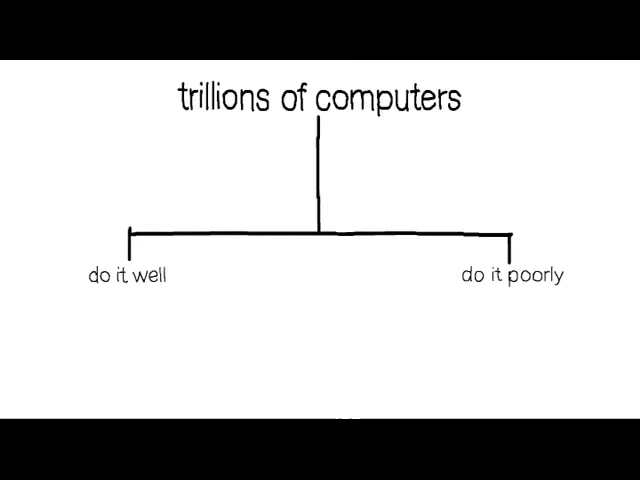 trillions of computers
do it well
do it poorly